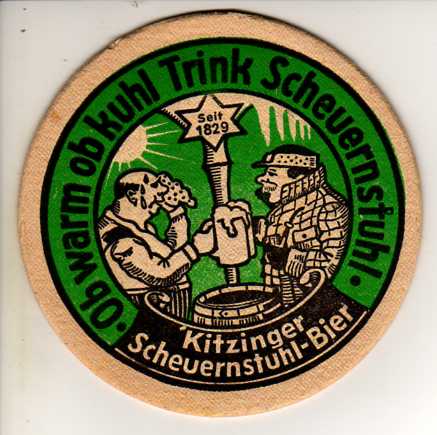 Ob warm ob kuhl Trink Scheuernstuhl
Seit
1829
Kitzinger
Scheuernstuhl-Bier